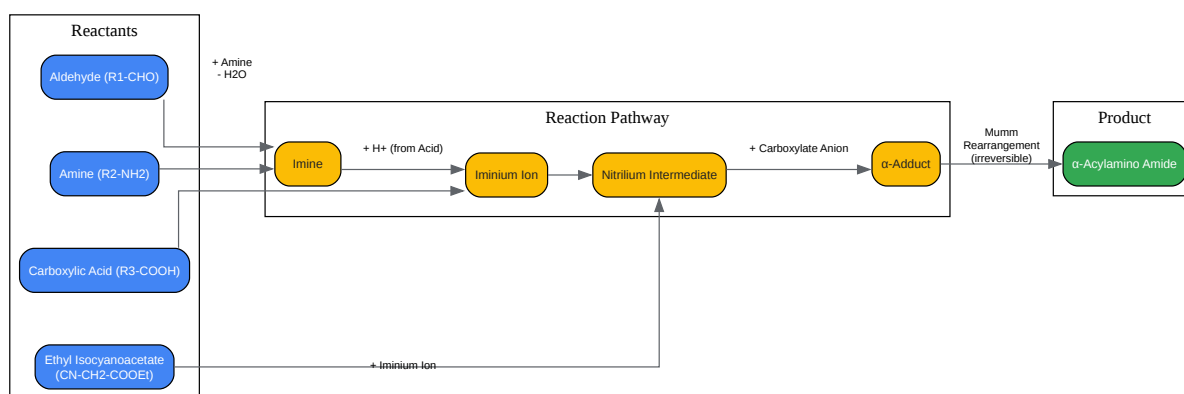 Reactants
Aldehyde (R1-CHO)
Amine (R2-NH2)
Carboxylic Acid (R3-COOH)
Ethyl Isocyanoacetate
(CN-CH2-COOEt)
+ Amine
- H2O
Reaction Pathway
Imine
+ H+ (from Acid)
Iminium Ion
Nitrilium Intermediate
+ Carboxylate Anion
α-Adduct
+ Iminium Ion
Mumm
Rearrangement
(irreversible)
Product
α-Acylamino Amide